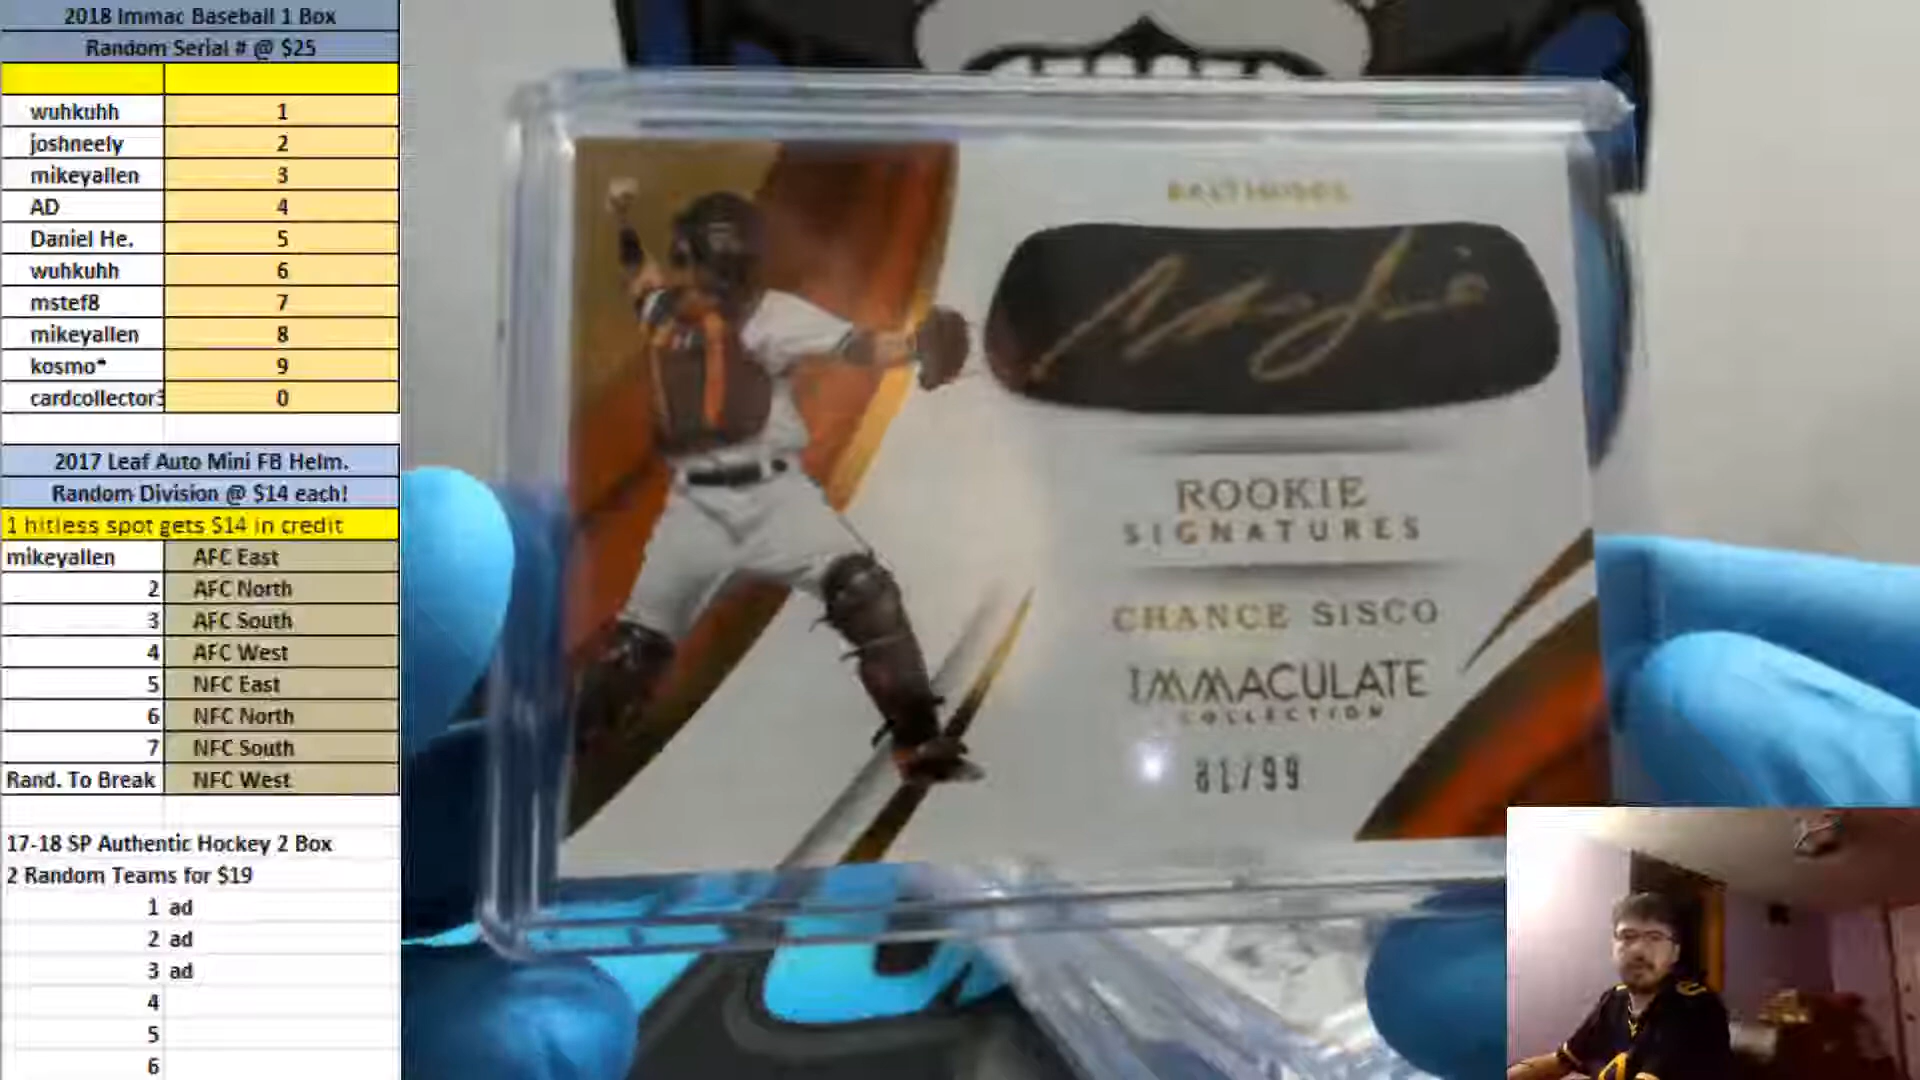 2018 Immac Baseball 1 Box
Random Serial # @ $25
wuhkuhh 1
joshneely 2
mikeyallen 3
AD 4
Daniel He. 5
wuhkuhh 6
mstef8 7
mikeyallen 8
kosmo* 9
cardcollector3 0
2017 Leaf Auto Mini FB Helm.
Random Division @ $14 each!
1 hitless spot gets $14 in credit
mikeyallen AFC East
2 AFC North
3 AFC South
4 AFC West
5 NFC East
6 NFC North
7 NFC South
Rand. To Break NFC West
17-18 SP Authentic Hockey 2 Box
2 Random Teams for $19
1 ad
2 ad
3 ad
4
5
6
BALTIMORE
ROOKIE
SIGNATURES
CHANCE SISCO
IMMACULATE
COLLECTION
81/99